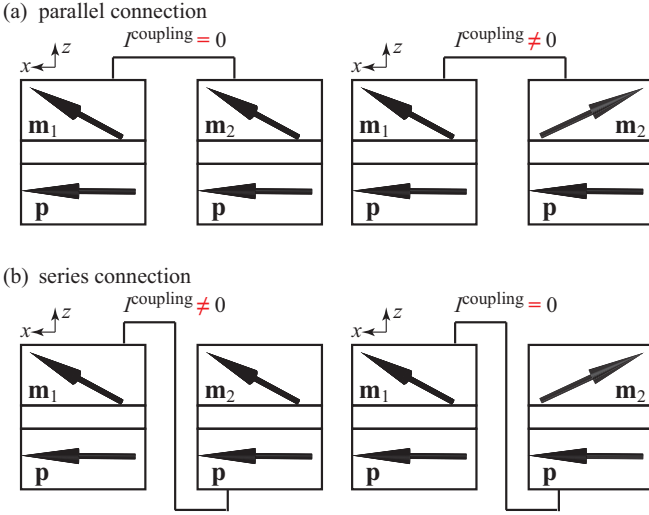 (a) parallel connection
I^coupling = 0 I^coupling ≠ 0
x z x z
m₁ m₂ m₁ m₂
p p p p
(b) series connection
I^coupling ≠ 0 I^coupling = 0
x z x z
m₁ m₂ m₁ m₂
p p p p